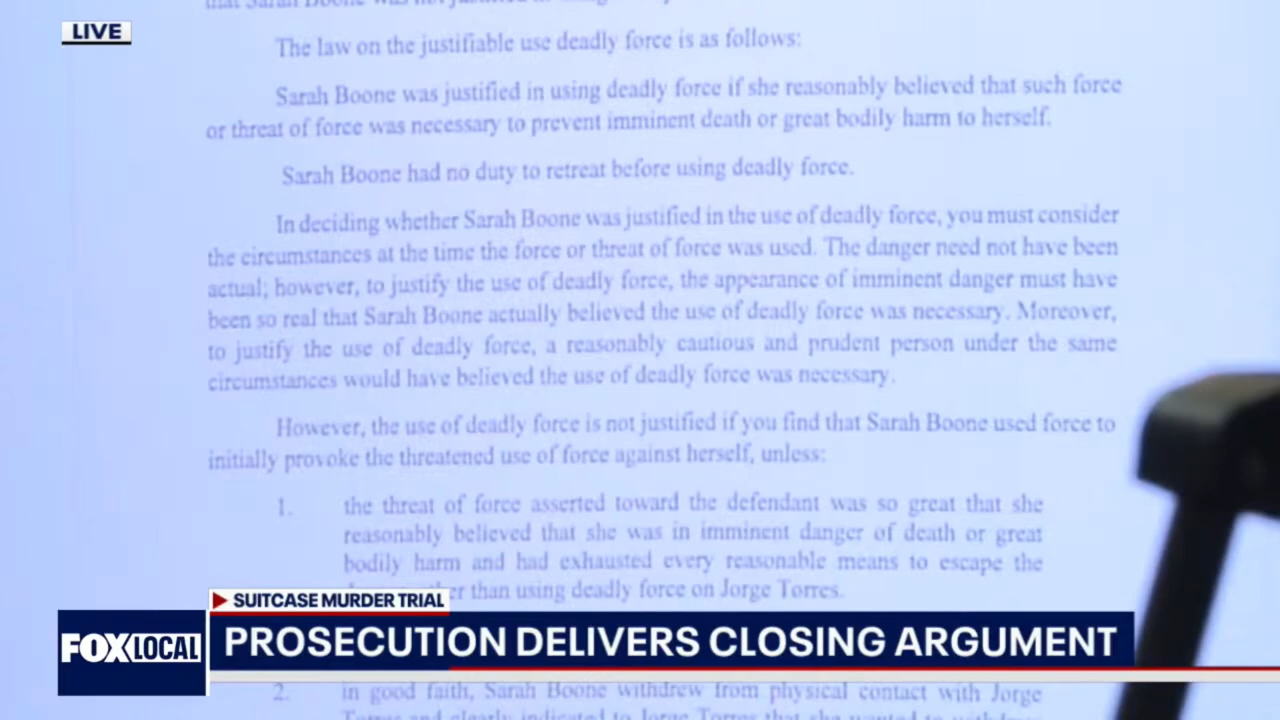 LIVE
The law on the justifiable use deadly force is as follows:
Sarah Boone was justified in using deadly force if she reasonably believed that such force
or threat of force was necessary to prevent imminent death or great bodily harm to herself.
Sarah Boone had no duty to retreat before using deadly force.
In deciding whether Sarah Boone was justified in the use of deadly force, you must consider
the circumstances at the time the force or threat of force was used. The danger need not have been
actual; however, to justify the use of deadly force, the appearance of imminent danger must have
been so real that Sarah Boone actually believed the use of deadly force was necessary. Moreover,
to justify the use of deadly force, a reasonably cautious and prudent person under the same
circumstances would have believed the use of deadly force was necessary.
However, the use of deadly force is not justified if you find that Sarah Boone used force to
initially provoke the threatened use of force against herself, unless:
1. the threat of force asserted toward the defendant was so great that she
reasonably believed that she was in imminent danger of death or great
bodily harm and had exhausted every reasonable means to escape the
than using deadly force on Jorge Torres.
SUITCASE MURDER TRIAL
FOX LOCAL
PROSECUTION DELIVERS CLOSING ARGUMENT
2. in good faith, Sarah Boone withdrew from physical contact with Jorge